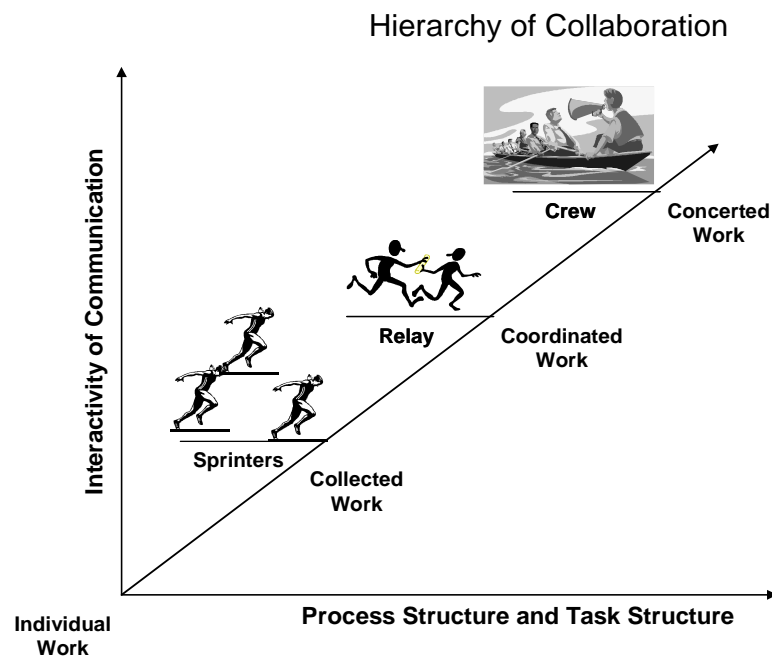 Hierarchy of Collaboration
Interactivity of Communication
Crew
Concerted
Work
Relay
Coordinated
Work
Sprinters
Collected
Work
Process Structure and Task Structure
Individual
Work